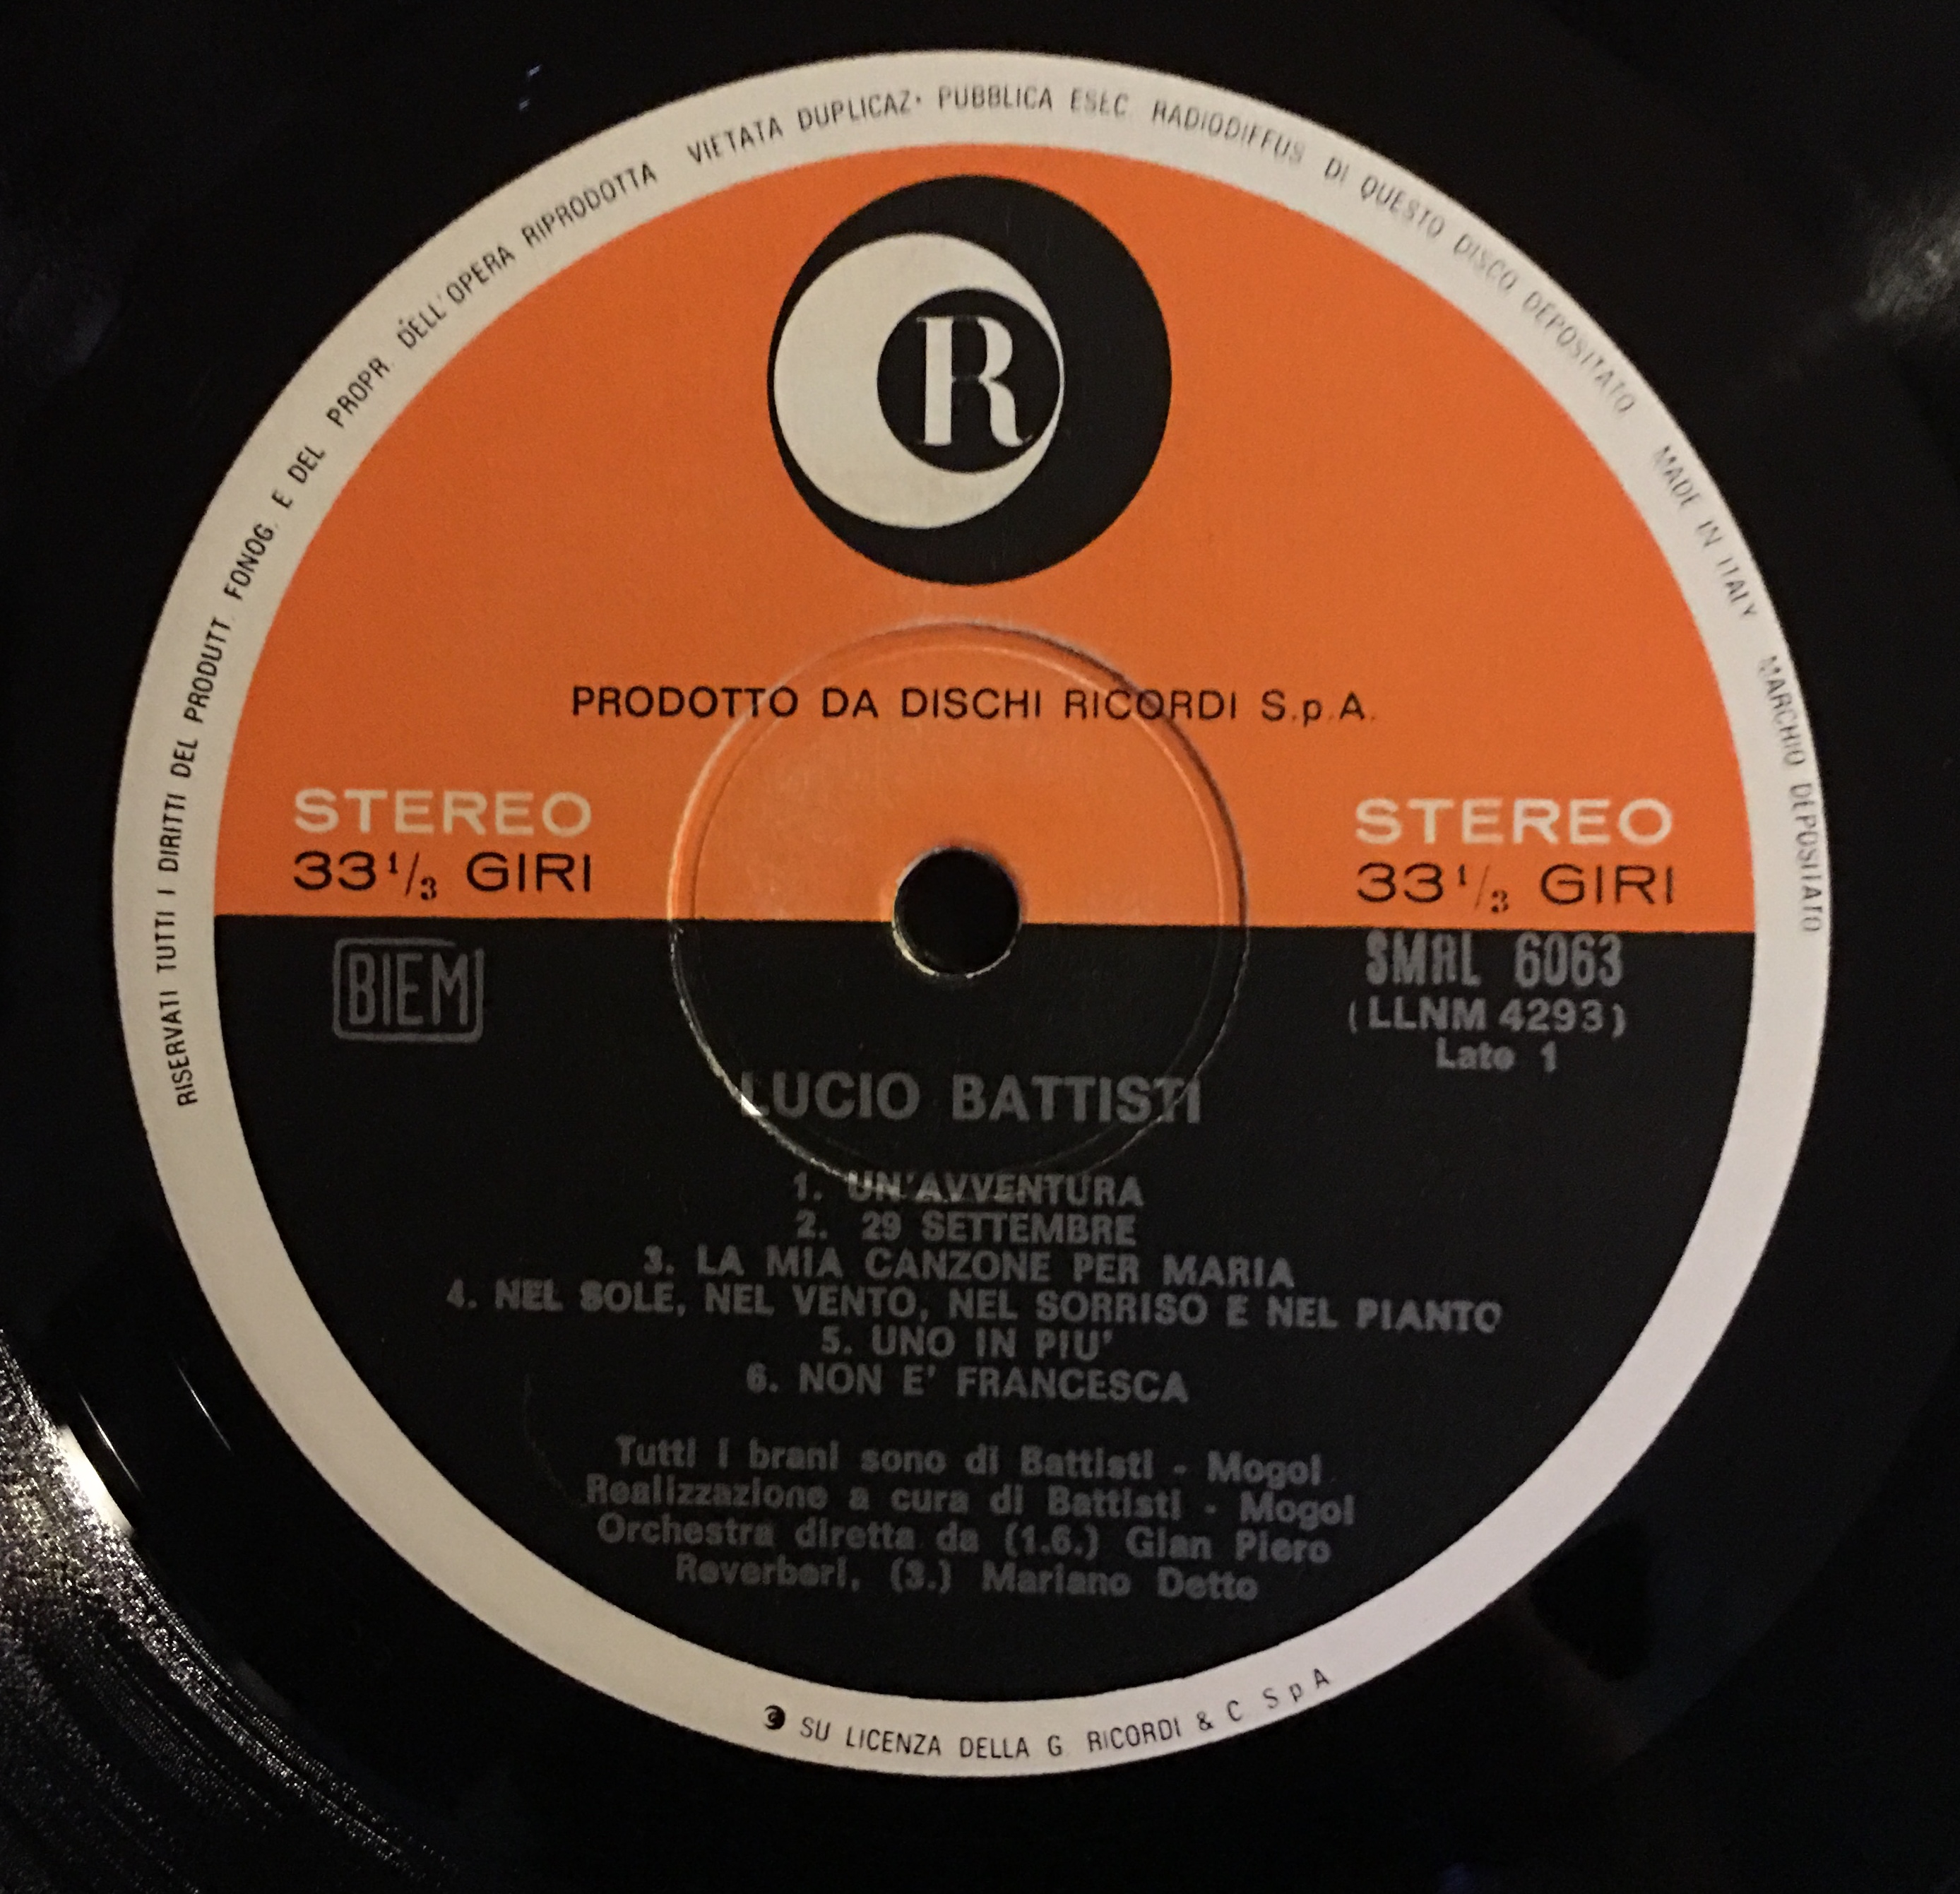 RISERVATI TUTTI I DIRITTI DEL PRODUTT. FONOG. E DEL PROPR. DELL'OPERA RIPRODOTTA VIETATA DUPLICAZ· PUBBLICA ESEC RADIODIFFUS DI QUESTO DISCO DEPOSITATO MADE IN ITALY MARCHIO DEPOSITATO
R
PRODOTTO DA DISCHI RICORDI S.p.A.
STEREO
33 1/3 GIRI
STEREO
33 1/3 GIRI
BIEM
SMRL 6063
(LLNM 4293)
Lato 1
LUCIO BATTISTI
1. UN'AVVENTURA
2. 29 SETTEMBRE
3. LA MIA CANZONE PER MARIA
4. NEL SOLE, NEL VENTO, NEL SORRISO E NEL PIANTO
5. UNO IN PIU'
6. NON E' FRANCESCA
Tutti i brani sono di Battisti - Mogol
Realizzazione a cura di Battisti - Mogol
Orchestra diretta da (1.6.) Gian Piero
Reverberi, (3.) Mariano Detto
SU LICENZA DELLA G. RICORDI & C. S p A